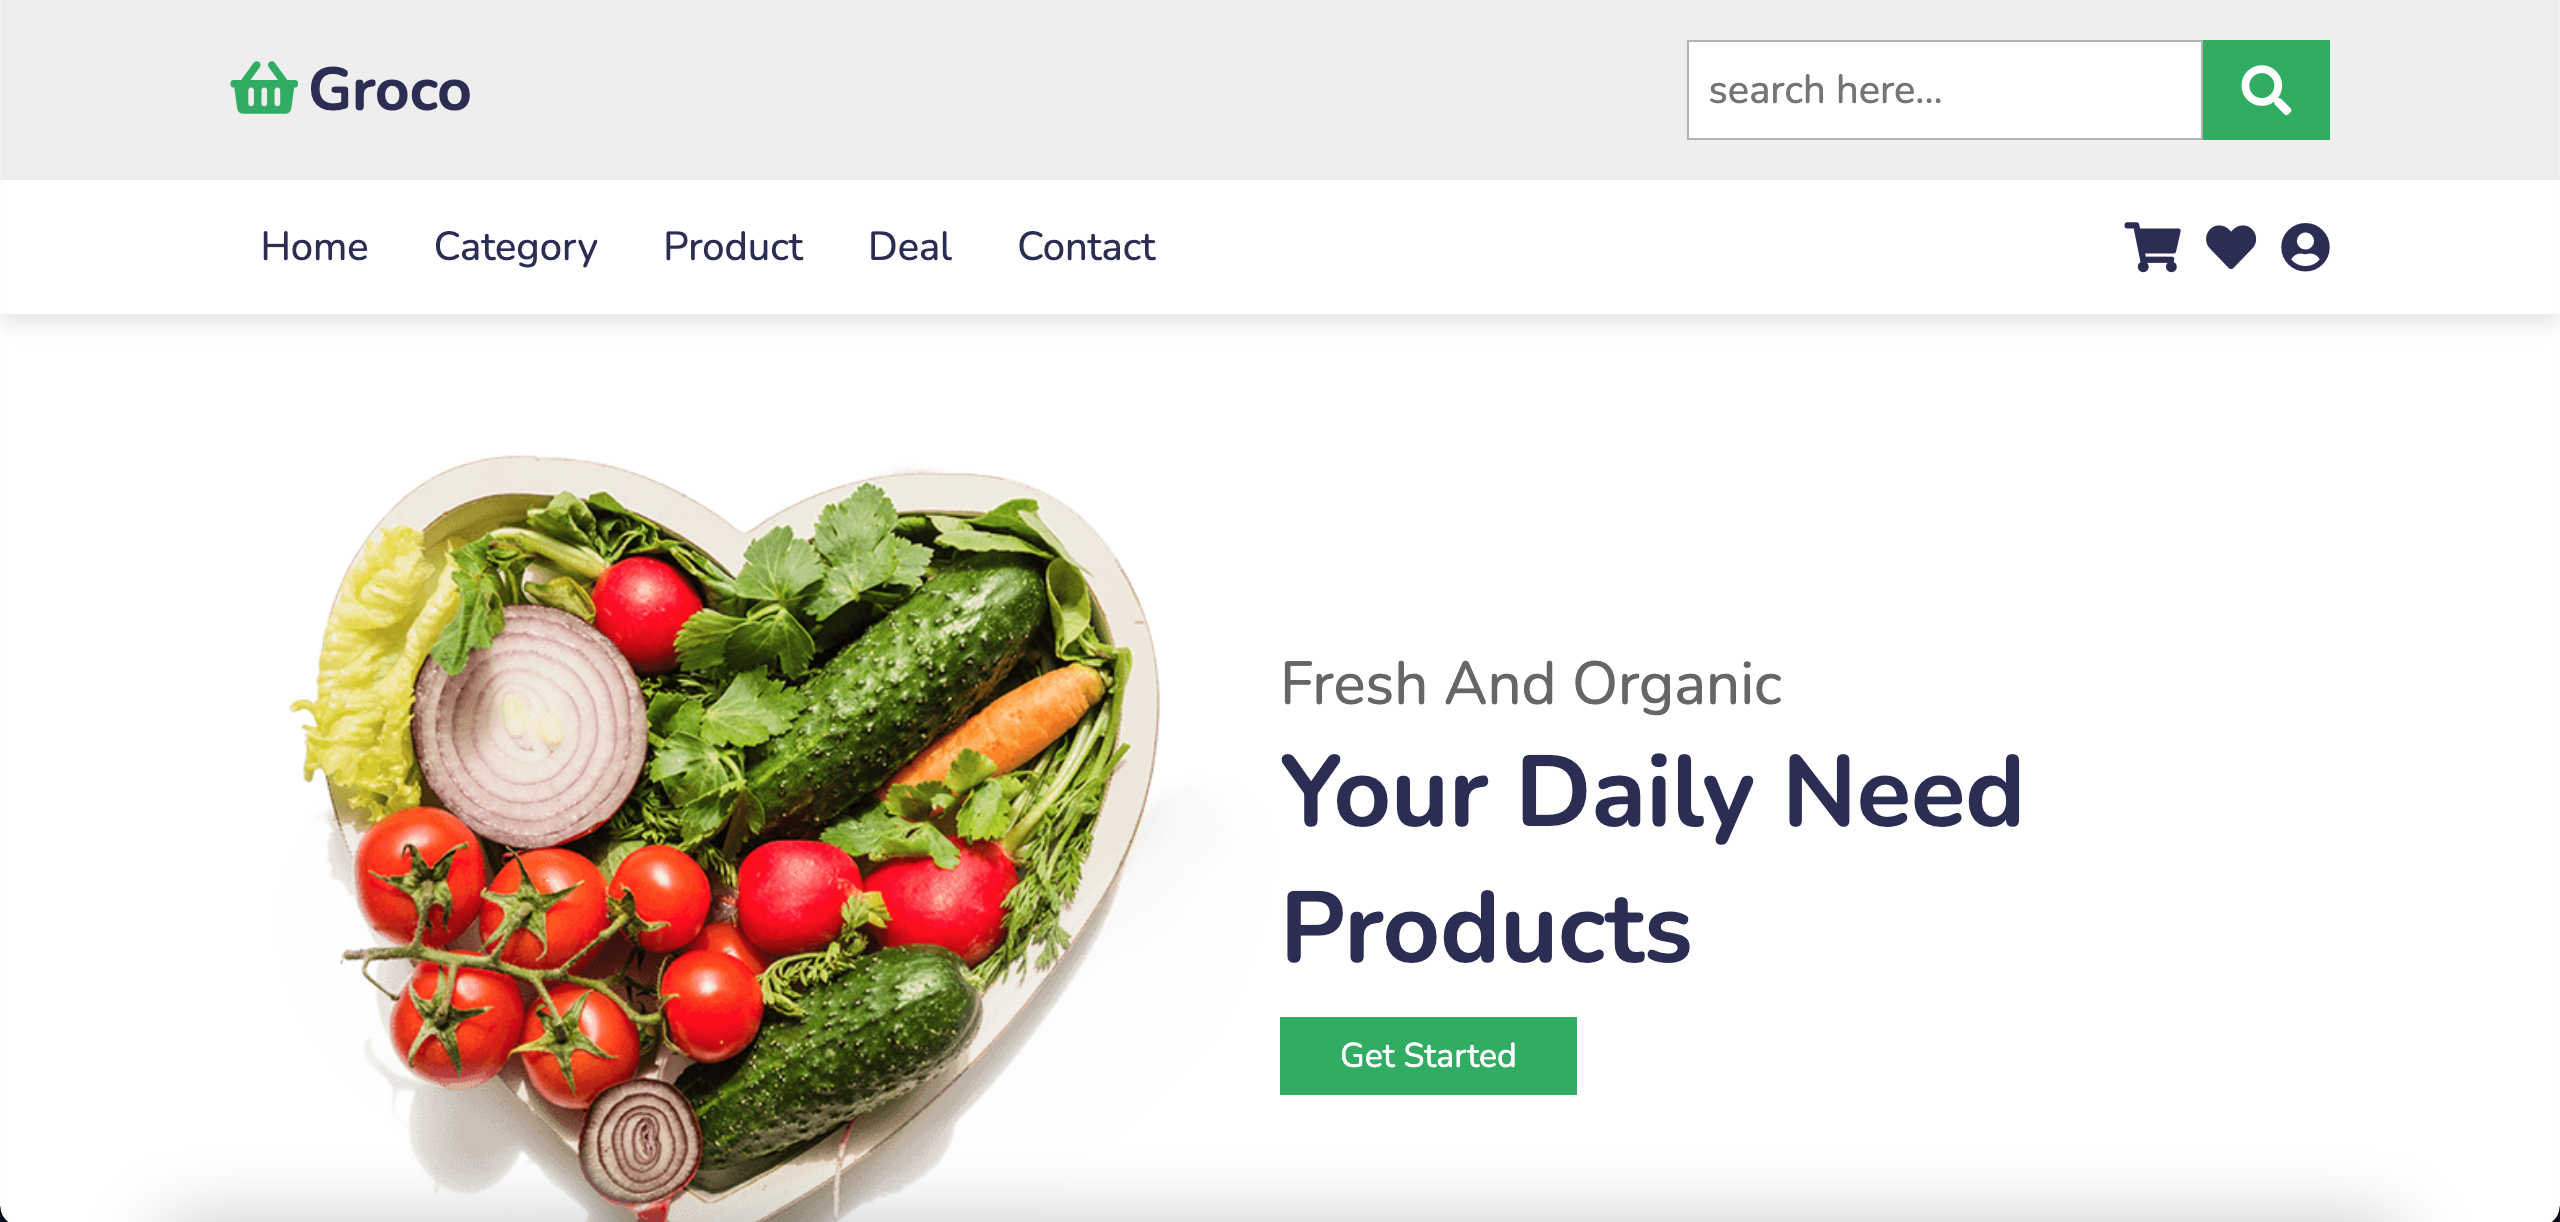 Groco
search here...
Home Category Product Deal Contact
Fresh And Organic
Your Daily Need
Products
Get Started